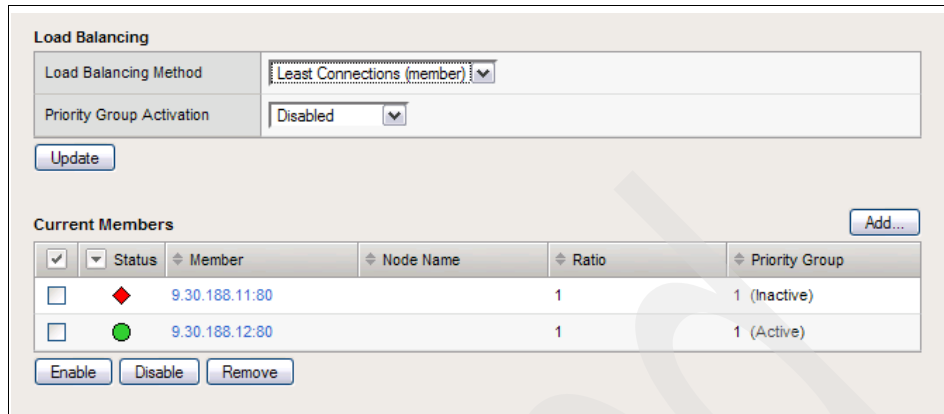 Load Balancing
Load Balancing Method Least Connections (member)
Priority Group Activation Disabled
Update
Current Members Add...
Status Member Node Name Ratio Priority Group
9.30.188.11:80 1 1 (Inactive)
9.30.188.12:80 1 1 (Active)
Enable Disable Remove